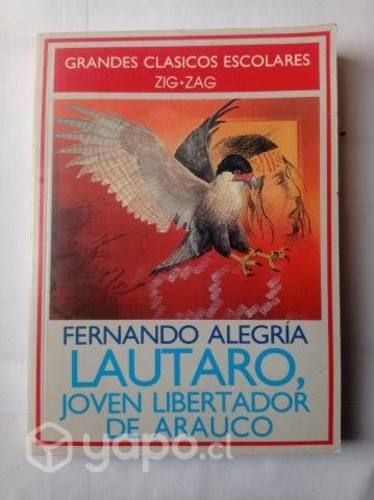 GRANDES CLASICOS ESCOLARES
ZIG•ZAG
FERNANDO ALEGRÍA
LAUTARO,
JOVEN LIBERTADOR
DE ARAUCO
yapo.cl